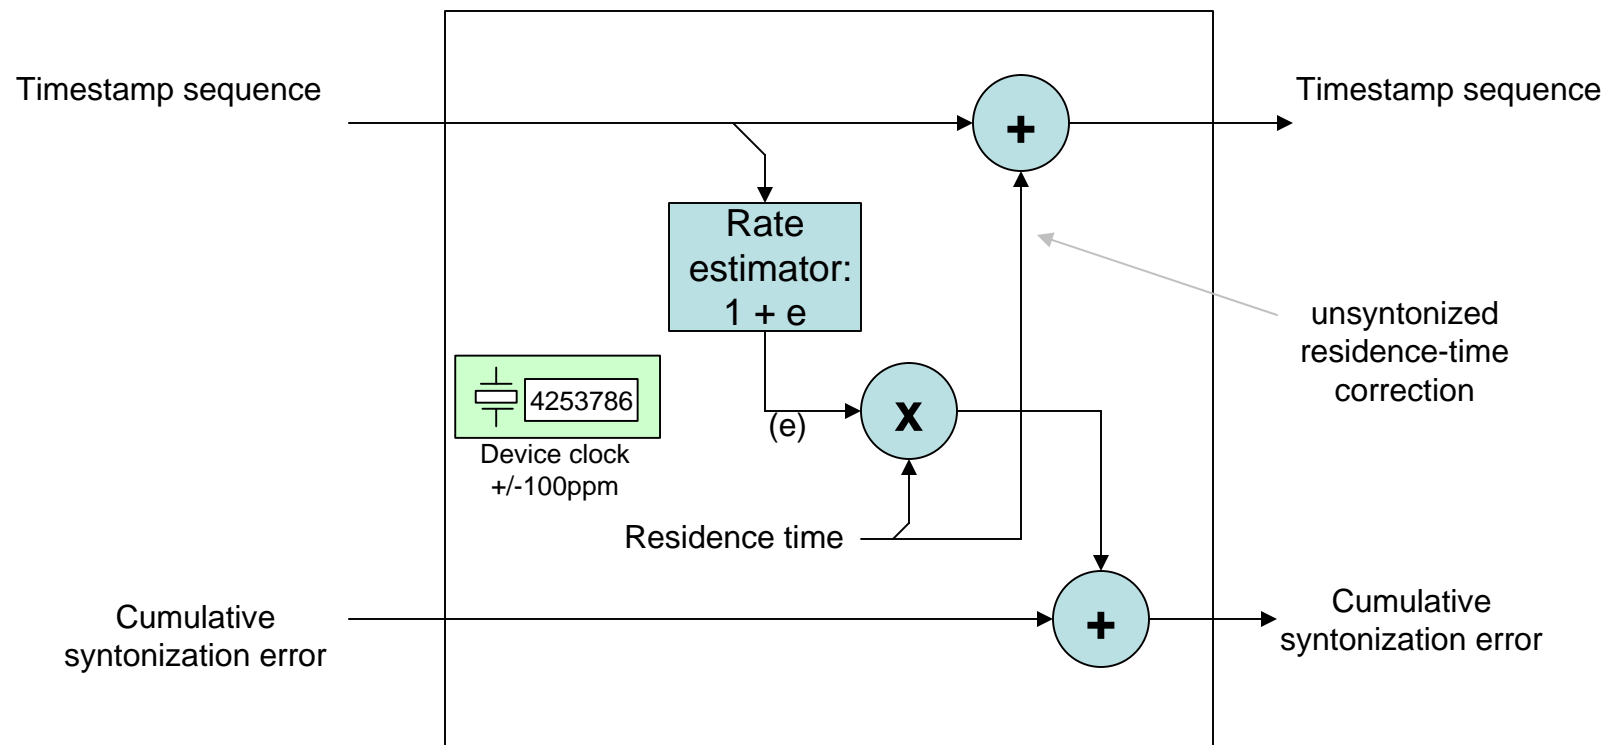 Timestamp sequence
+
Timestamp sequence
Rate
estimator:
1 + e
unsyntonized
residence-time
correction
4253786
(e)
x
Device clock
+/-100ppm
Residence time
Cumulative
syntonization error
+
Cumulative
syntonization error